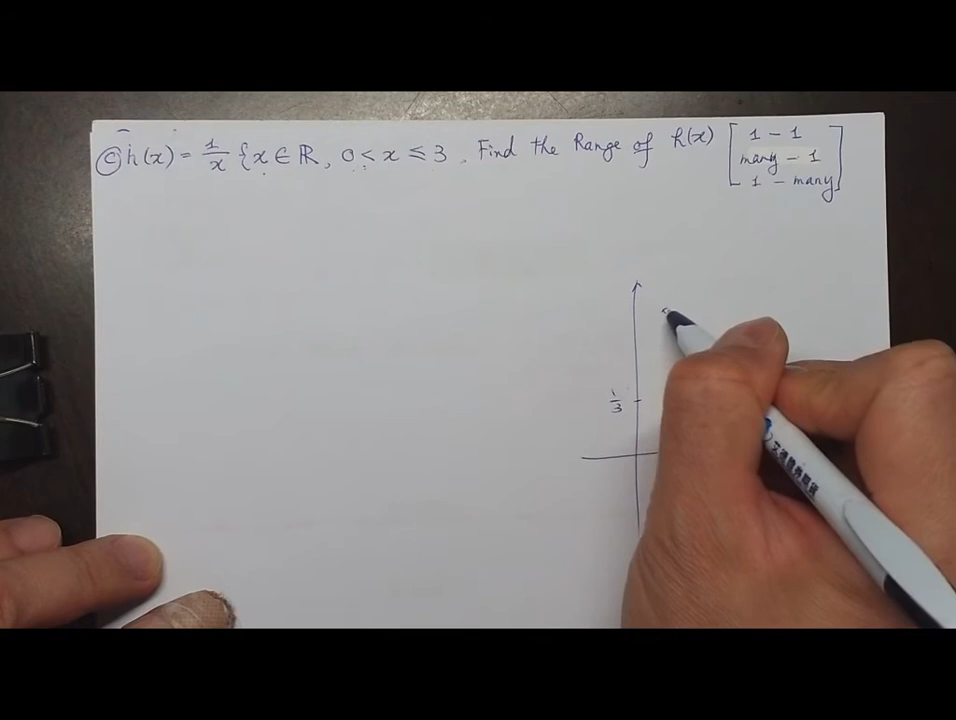 (c) h(x) = 1/x {x ∈ ℝ, 0 < x ≤ 3, Find the Range of h(x) [1 - 1
many - 1
1 - many]
1/3